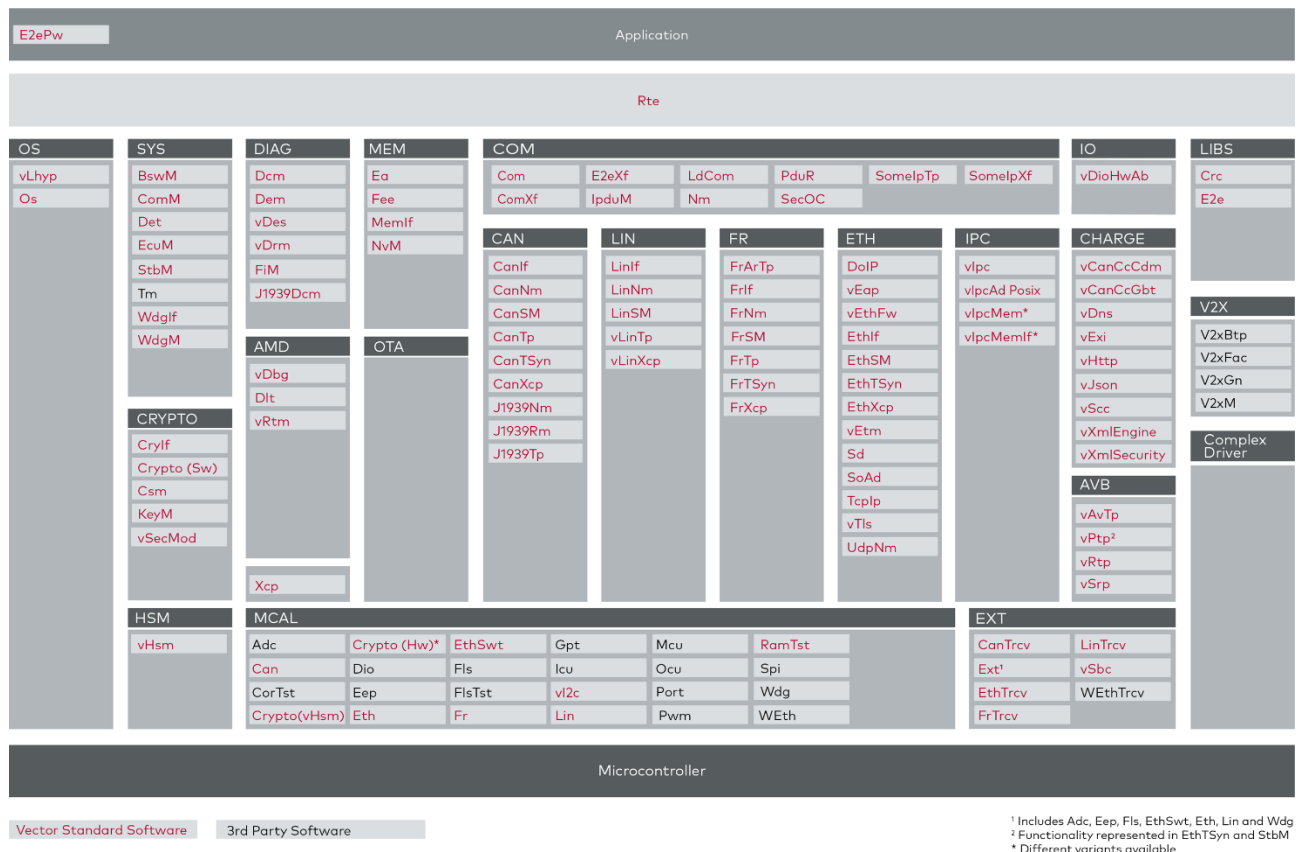 E2ePw
Application
Rte
OS
vLhyp
Os
SYS
BswM
ComM
Det
EcuM
StbM
Tm
WdgIf
WdgM
CRYPTO
CryIf
Crypto (Sw)
Csm
KeyM
vSecMod
HSM
vHsm
DIAG
Dcm
Dem
vDes
vDrm
FiM
J1939Dcm
AMD
vDbg
Dlt
vRtm
Xcp
MEM
Ea
Fee
MemIf
NvM
OTA
COM
Com
E2eXf
LdCom
PduR
SomeIpTp
SomeIpXf
ComXf
IpduM
Nm
SecOC
CAN
CanIf
CanNm
CanSM
CanTp
CanTSyn
CanXcp
J1939Nm
J1939Rm
J1939Tp
LIN
LinIf
LinNm
LinSM
vLinTp
vLinXcp
FR
FrArTp
FrIf
FrNm
FrSM
FrTp
FrTSyn
FrXcp
ETH
DoIP
vEap
vEthFw
EthIf
EthSM
EthTSyn
EthXcp
vEtm
Sd
SoAd
TcpIp
vTls
UdpNm
IPC
vIpc
vIpcAd Posix
vIpcMem*
vIpcMemIf*
IO
vDioHwAb
CHARGE
vCanCcCdm
vCanCcGbt
vDns
vExi
vHttp
vJson
vScc
vXmlEngine
vXmlSecurity
AVB
vAvTp
vPtp²
vRtp
vSrp
LIBS
Crc
E2e
V2X
V2xBtp
V2xFac
V2xGn
V2xM
Complex
Driver
MCAL
Adc
Crypto (Hw)*
EthSwt
Gpt
Mcu
RamTst
Can
Dio
Fls
Icu
Ocu
Spi
CorTst
Eep
FlsTst
vI2c
Port
Wdg
Crypto(vHsm)
Eth
Fr
Lin
Pwm
WEth
EXT
CanTrcv
LinTrcv
Ext¹
vSbc
EthTrcv
WEthTrcv
FrTrcv
Microcontroller
Vector Standard Software
3rd Party Software
¹ Includes Adc, Eep, Fls, EthSwt, Eth, Lin and Wdg
² Functionality represented in EthTSyn and StbM
* Different variants available